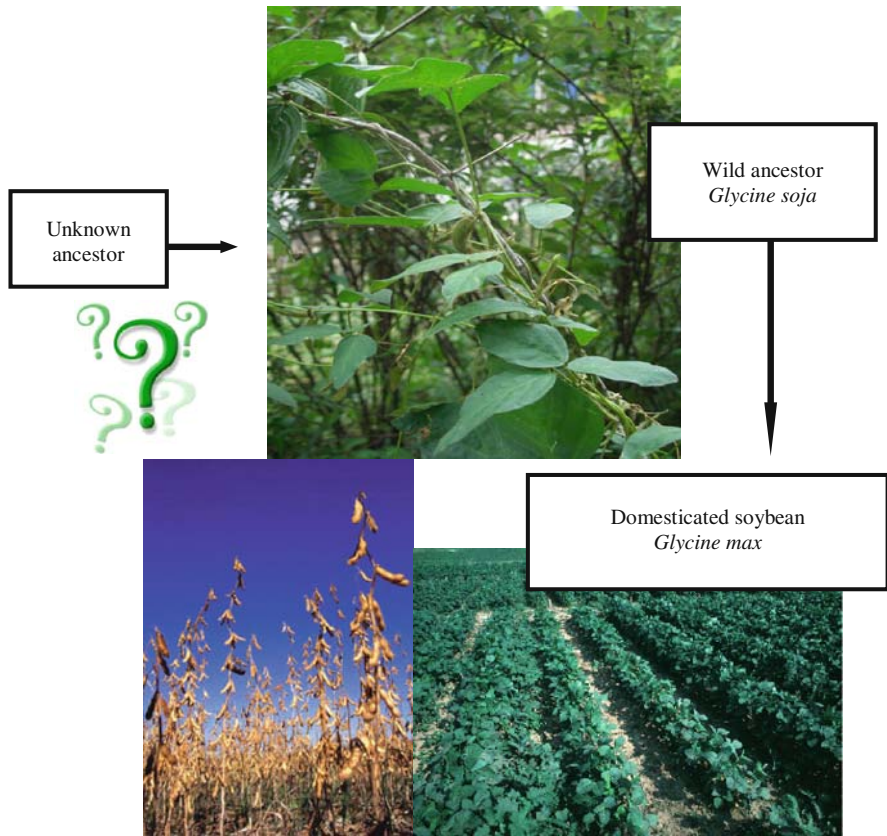 Wild ancestor
Glycine soja
Unknown
ancestor
Domesticated soybean
Glycine max